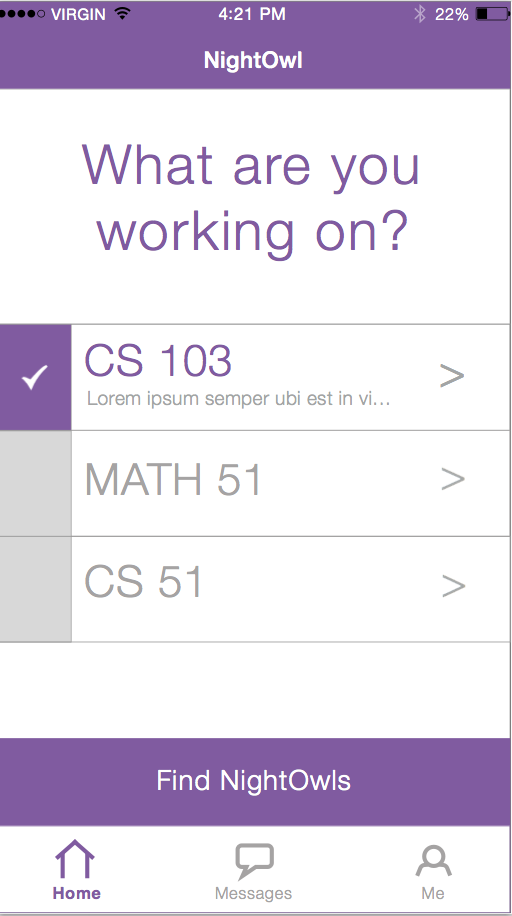 VIRGIN 4:21 PM 22%
NightOwl
What are you
working on?
CS 103 >
Lorem ipsum semper ubi est in vi...
MATH 51 >
CS 51 >
Find NightOwls
Home Messages Me